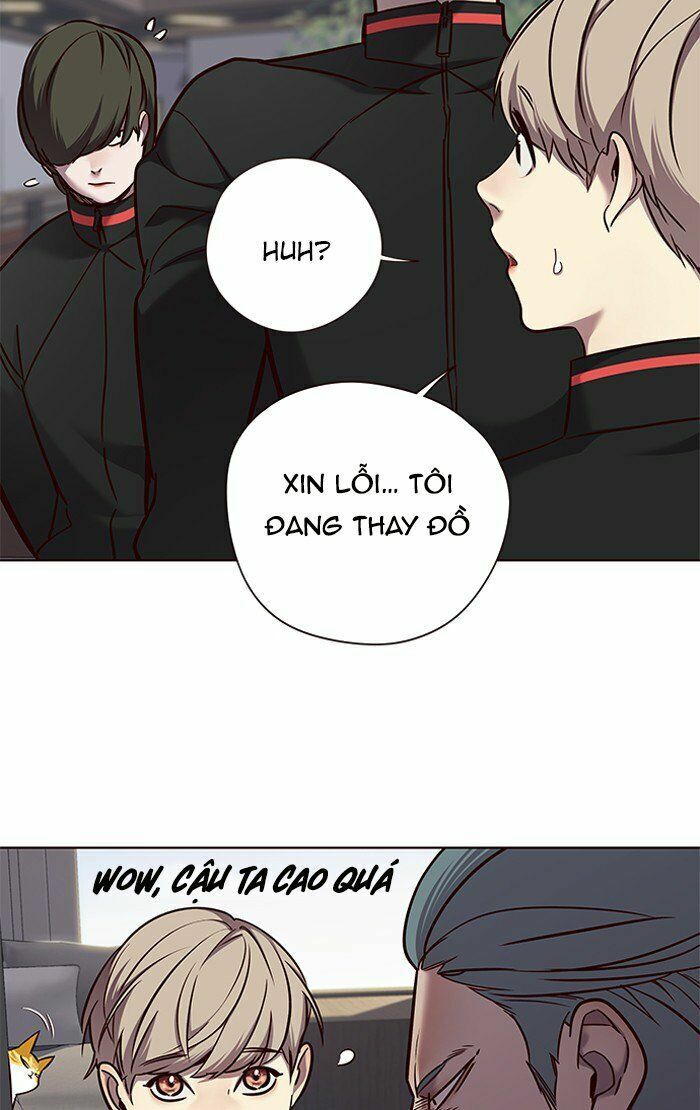 HUH?
XIN LỖI... TÔI
ĐANG THAY ĐỒ
WOW, CẬU TA CAO QUÁ